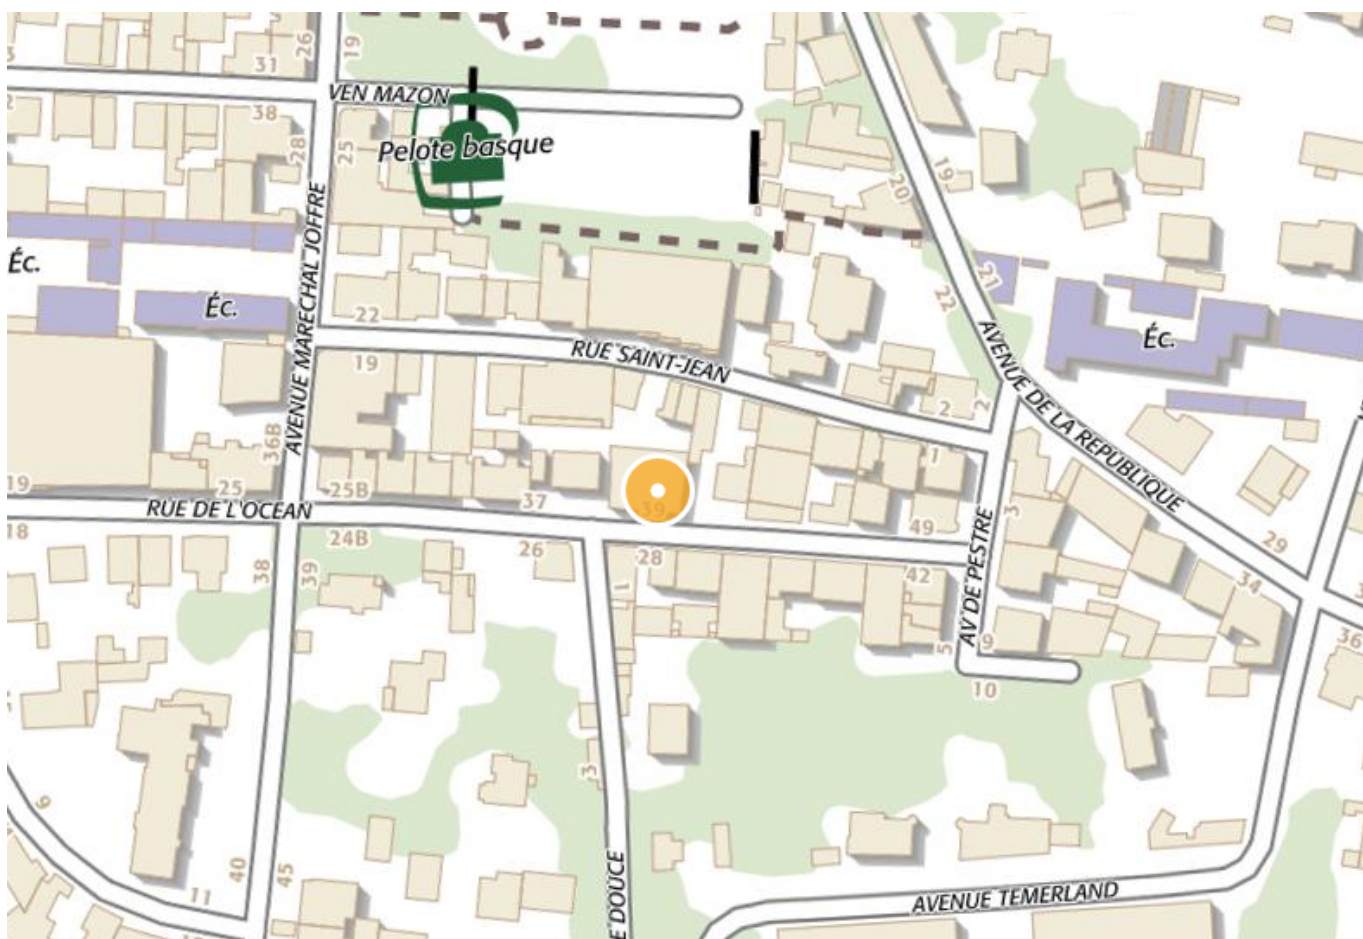 26
19
31
VEN MAZON
38
28
25
Pelote basque
19
20
AVENUE MARECHAL JOFFRE
Éc.
Éc.
21
22
22
Éc.
RUE SAINT-JEAN
AVENUE DE LA REPUBLIQUE
19
2
2
36B
1
19
25
25B
37
39
RUE DE L'OCEAN
3
49
18
24B
26
28
29
38
39
1
42
AV DE PESTRE
34
5
9
36
10
3
9
40
45
11
E DOUCE
AVENUE TEMERLAND